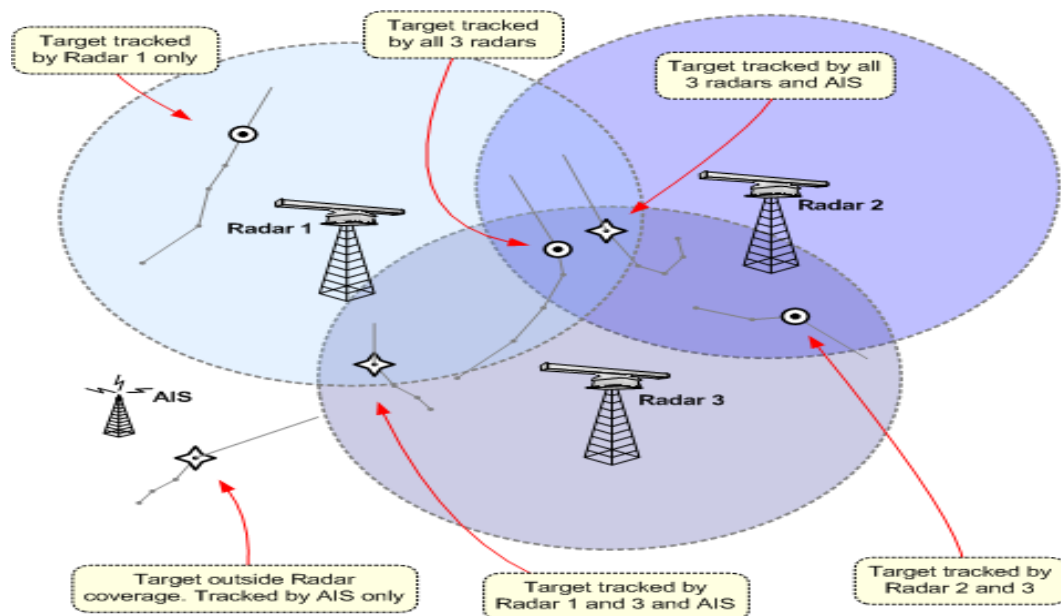 Target tracked
by Radar 1 only
Target tracked
by all 3 radars
Target tracked by all
3 radars and AIS
Radar 1
Radar 2
AIS
Radar 3
Target outside Radar
coverage. Tracked by AIS only
Target tracked by
Radar 1 and 3 and AIS
Target tracked by
Radar 2 and 3